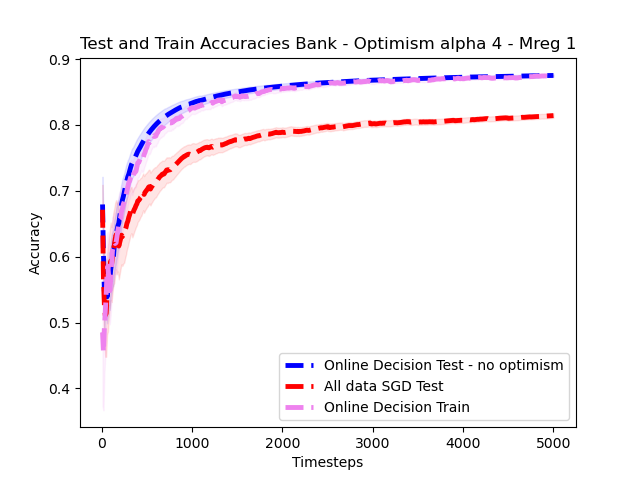 Test and Train Accuracies Bank - Optimism alpha 4 - Mreg 1
0.9
0.8
0.7
0.6
0.5
0.4
Accuracy
Online Decision Test - no optimism
All data SGD Test
Online Decision Train
0 1000 2000 3000 4000 5000
Timesteps